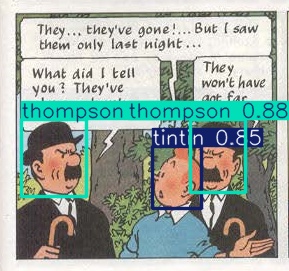 They... they've gone!... But I saw
them only last night...
What did I tell
you? They've
They
won't have
got far
thompson thompson 0.88
tintin 0.85